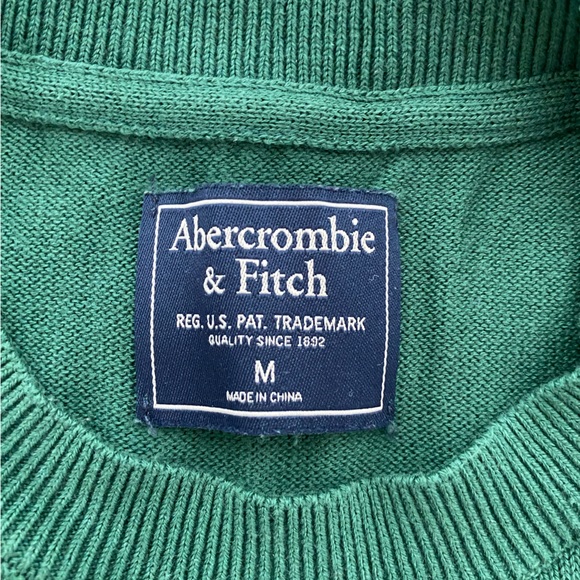 Abercrombie
& Fitch
REG. U.S. PAT. TRADEMARK
QUALITY SINCE 1892
M
MADE IN CHINA